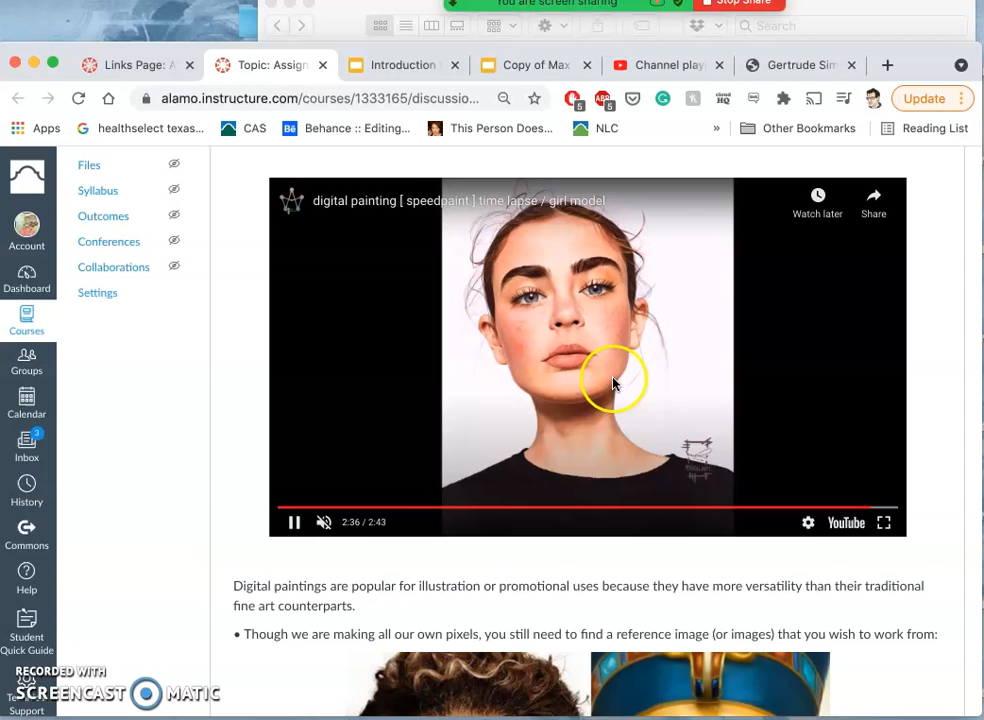 You are screen sharing
Stop Share
Search
Links Page: A
Topic: Assign
Introduction
Copy of Max
Channel play
Gertrude Sim
alamo.instructure.com/courses/1333165/discussio...
5
5
cloud
HQ
Update
Apps
healthselect texas...
CAS
Behance :: Editing...
This Person Does...
NLC
»
Other Bookmarks
Reading List
Account
Dashboard
Courses
Groups
Calendar
3
Inbox
History
Commons
Help
Student
Quick Guide
Support
Files
Syllabus
Outcomes
Conferences
Collaborations
Settings
digital painting [ speedpaint ] time lapse / girl model
Watch later
Share
2:36 / 2:43
YouTube
Digital paintings are popular for illustration or promotional uses because they have more versatility than their traditional
fine art counterparts.
• Though we are making all our own pixels, you still need to find a reference image (or images) that you wish to work from:
RECORDED WITH
SCREENCAST MATIC